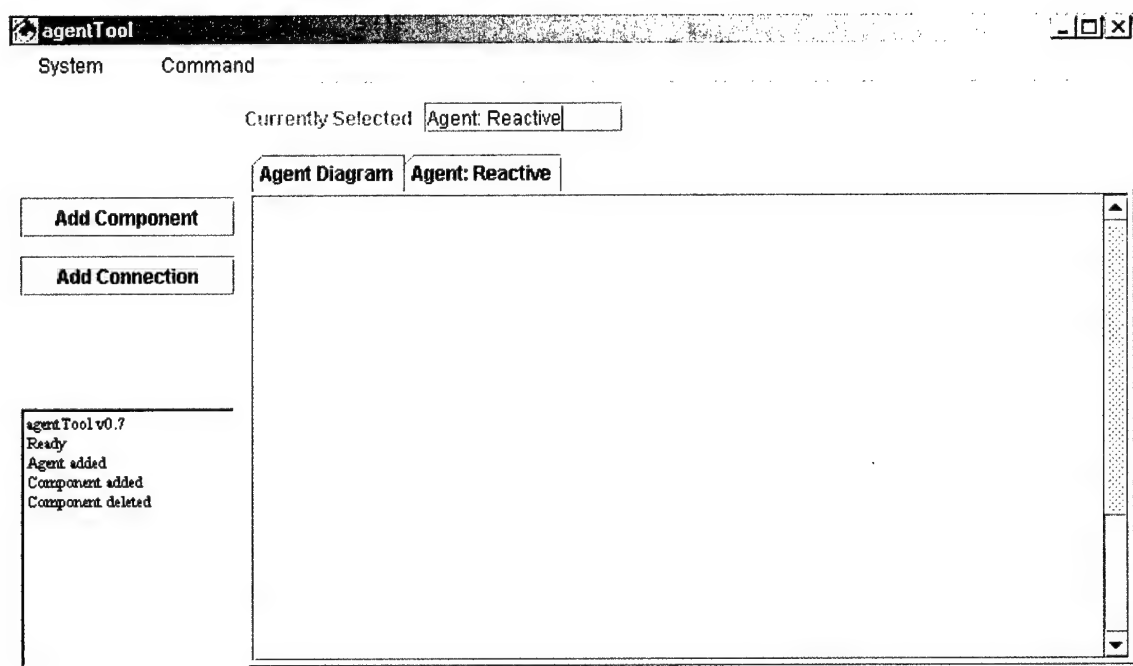 agentTool
System Command
Currently Selected Agent: Reactive
Agent Diagram Agent: Reactive
Add Component
Add Connection
agentTool v0.7
Ready
Agent added
Component added
Component deleted